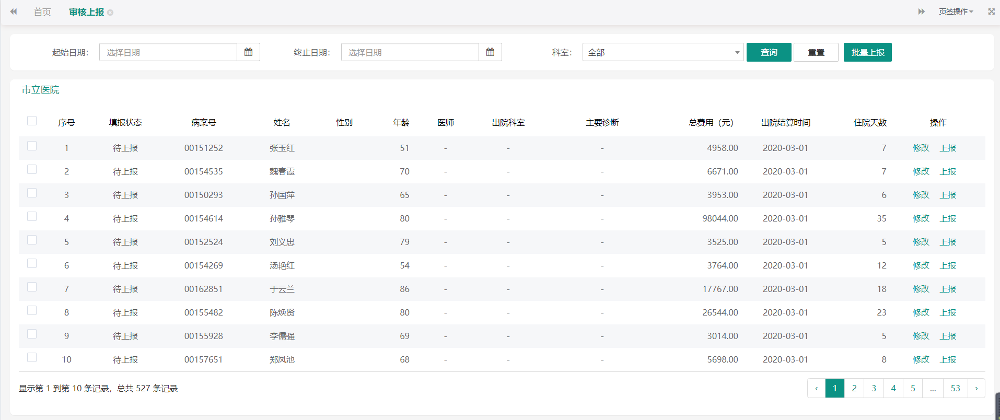 首页 审核上报 页签操作
起始日期： 选择日期 终止日期： 选择日期 科室： 全部 查询 重置 批量上报
市立医院
序号 填报状态 病案号 姓名 性别 年龄 医师 出院科室 主要诊断 总费用（元） 出院结算时间 住院天数 操作
1 待上报 00151252 张玉红 51 - - - 4958.00 2020-03-01 7 修改 上报
2 待上报 00154535 魏春霞 70 - - - 6671.00 2020-03-01 7 修改 上报
3 待上报 00150293 孙国萍 65 - - - 3953.00 2020-03-01 6 修改 上报
4 待上报 00154614 孙雅琴 80 - - - 98044.00 2020-03-01 35 修改 上报
5 待上报 00152524 刘义忠 79 - - - 3525.00 2020-03-01 5 修改 上报
6 待上报 00154269 汤艳红 54 - - - 3764.00 2020-03-01 12 修改 上报
7 待上报 00162851 于云兰 86 - - - 17767.00 2020-03-01 18 修改 上报
8 待上报 00155482 陈焕贤 80 - - - 26544.00 2020-03-01 23 修改 上报
9 待上报 00155928 李儒强 69 - - - 3014.00 2020-03-01 5 修改 上报
10 待上报 00157651 郑凤池 68 - - - 5698.00 2020-03-01 8 修改 上报
显示第 1 到第 10 条记录，总共 527 条记录 ‹ 1 2 3 4 5 ... 53 ›